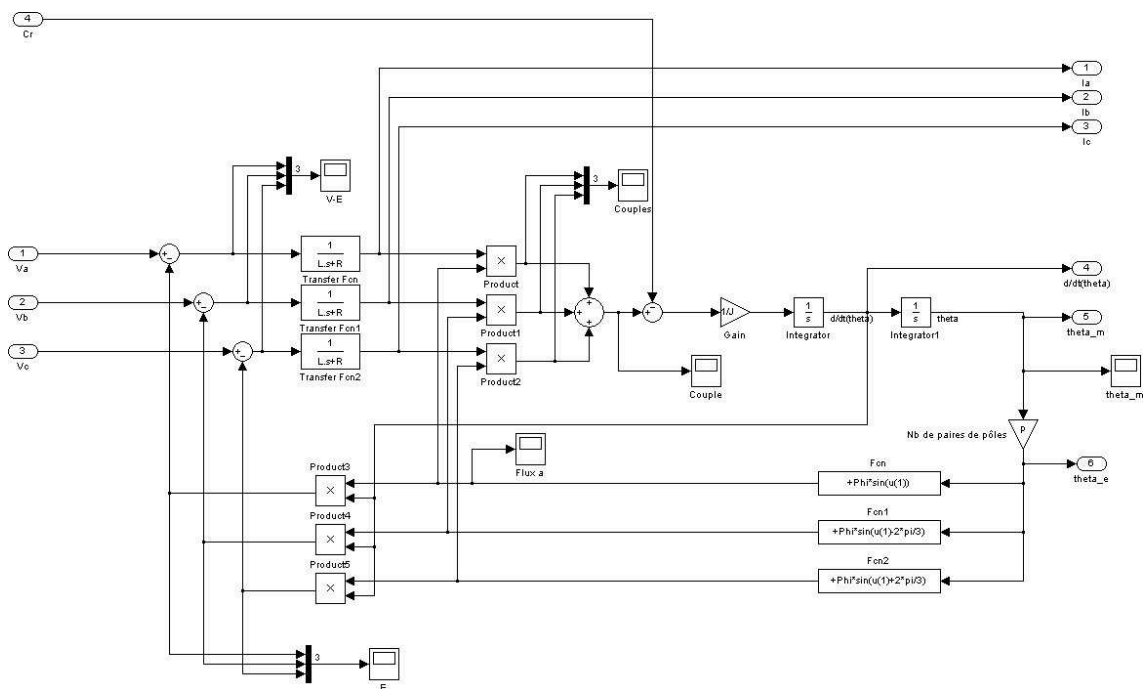 4
Cr
1
Ia
2
Ib
3
Ic
3
V-E
3
Couples
1
Va
+
-
1
L.s+R
Transfer Fcn
×
Product
2
Vb
+
-
1
L.s+R
Transfer Fcn1
×
Product1
3
Vc
+
-
1
L.s+R
Transfer Fcn2
×
Product2
+
+
+
-
+
1/J
Gain
1
s
Integrator
d/dt(theta)
1
s
Integrator1
theta
4
d/dt(theta)
5
theta_m
theta_m
Couple
Nb de paires de pôles
p
6
theta_e
Flux a
Product3
×
Fcn
+Phi*sin(u(1))
Product4
×
Fcn1
+Phi*sin(u(1)-2*pi/3)
Product5
×
Fcn2
+Phi*sin(u(1)+2*pi/3)
3